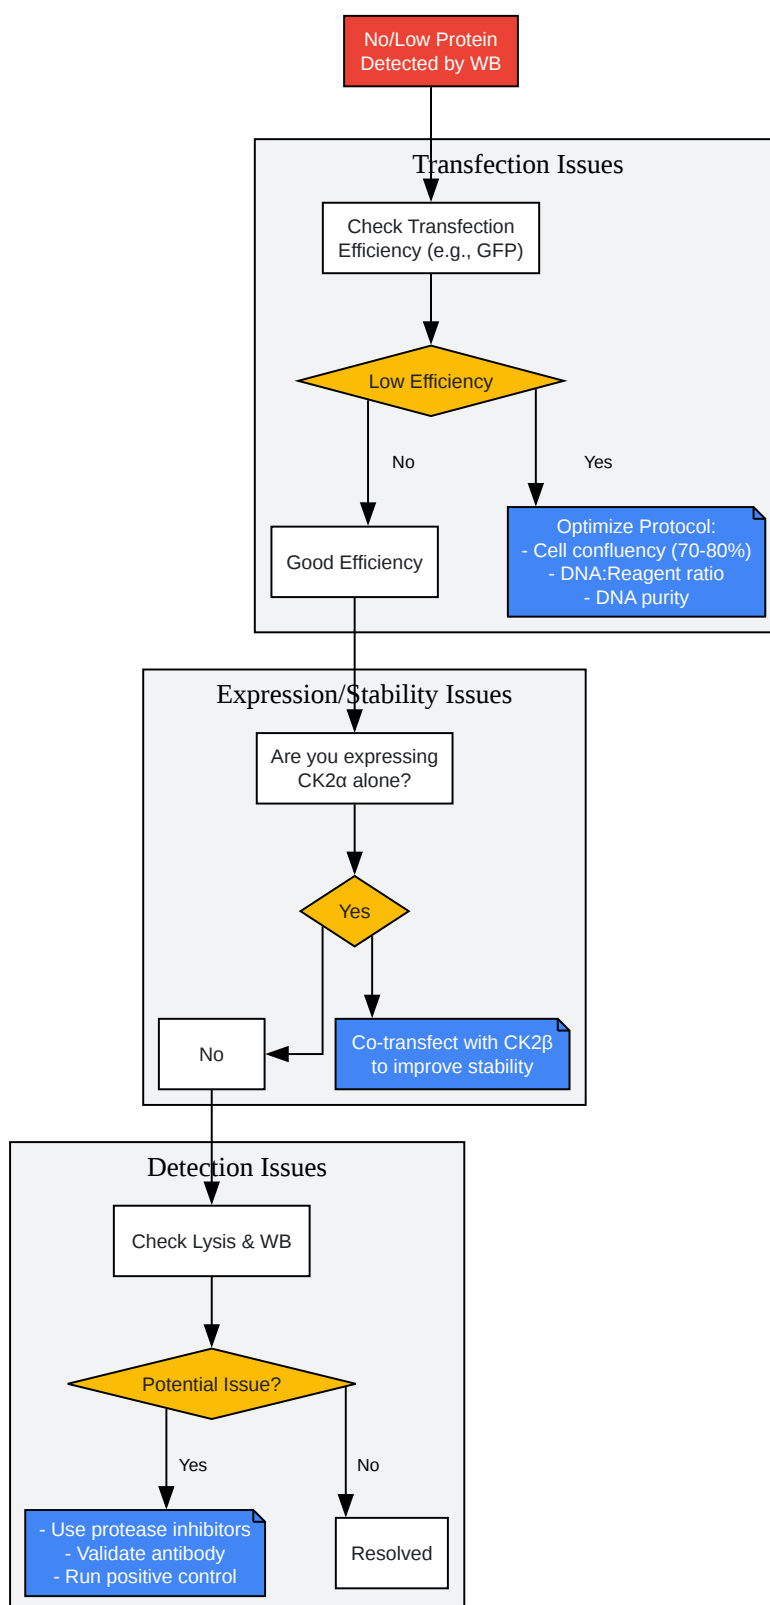 No/Low Protein
Detected by WB
Transfection Issues
Check Transfection
Efficiency (e.g., GFP)
Low Efficiency
No
Yes
Good Efficiency
Optimize Protocol:
- Cell confluency (70-80%)
- DNA:Reagent ratio
- DNA purity
Expression/Stability Issues
Are you expressing
CK2α alone?
Yes
No
Co-transfect with CK2β
to improve stability
Detection Issues
Check Lysis & WB
Potential Issue?
Yes
No
- Use protease inhibitors
- Validate antibody
- Run positive control
Resolved